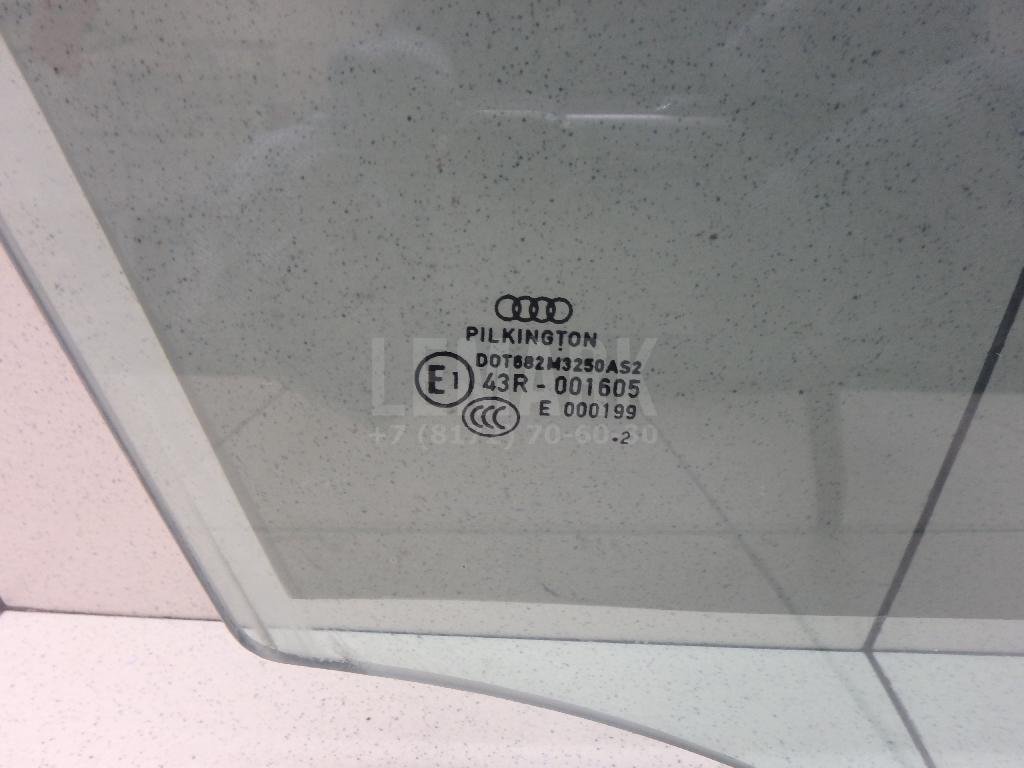 PILKINGTON
DOT682M3250AS2
E1 43R - 001605
CCC E 000199
.2